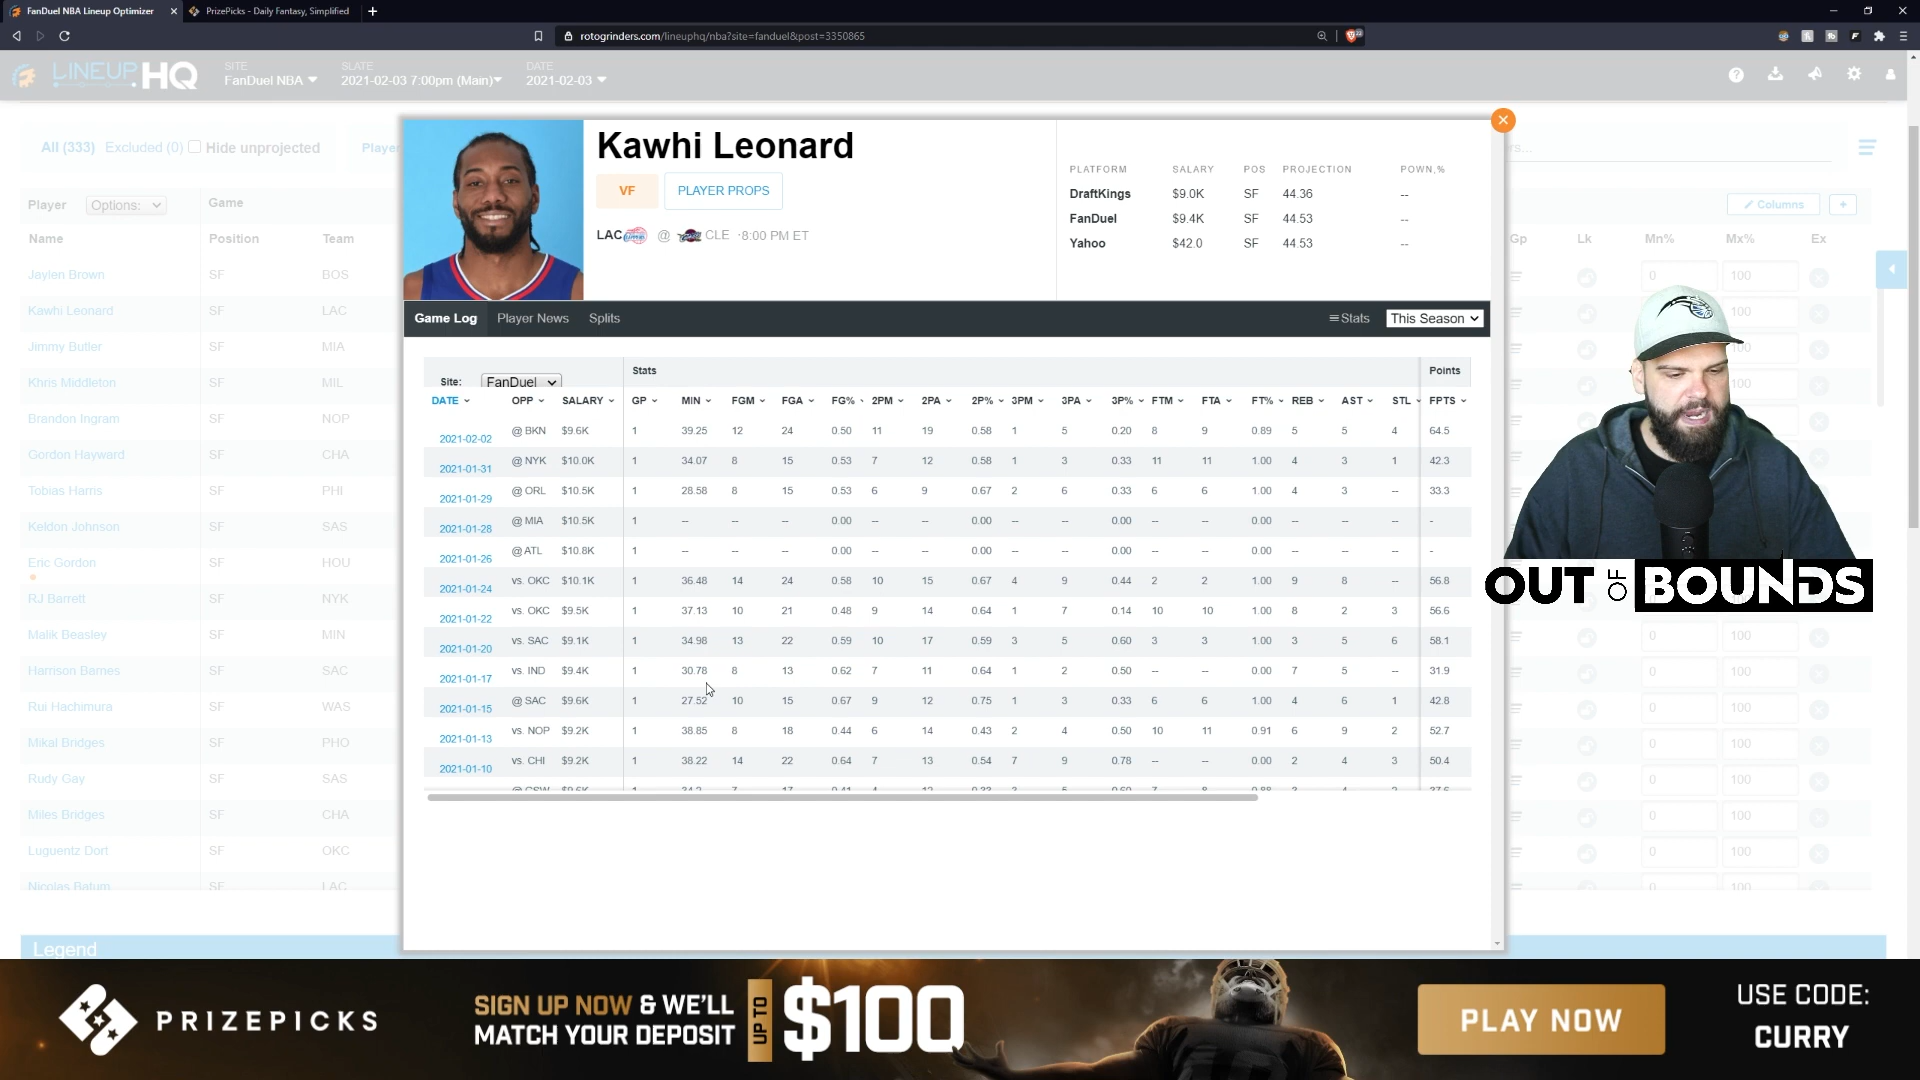 FanDuel NBA Lineup Optimizer
PrizePicks - Daily Fantasy, Simplified
rotogrinders.com/lineuphq/nba?site=fanduel&post=3350865
LINEUPHQ
SITE
FanDuel NBA
SLATE
2021-02-03 7:00pm (Main)
DATE
2021-02-03
All (333) Excluded (0) Hide unprojected
Player Options: Game
Name Position Team
Jaylen Brown SF BOS
Kawhi Leonard SF LAC
Jimmy Butler SF MIA
Khris Middleton SF MIL
Brandon Ingram SF NOP
Gordon Hayward SF CHA
Tobias Harris SF PHI
Keldon Johnson SF SAS
Eric Gordon SF HOU
RJ Barrett SF NYK
Malik Beasley SF MIN
Harrison Barnes SF SAC
Rui Hachimura SF WAS
Mikal Bridges SF PHO
Rudy Gay SF SAS
Miles Bridges SF CHA
Luguentz Dort SF OKC
Nicolas Batum SF LAC
Legend
Kawhi Leonard
VF PLAYER PROPS
LAC @ CLE 8:00 PM ET
PLATFORM SALARY POS PROJECTION POWN,%
DraftKings $9.0K SF 44.36 --
FanDuel $9.4K SF 44.53 --
Yahoo $42.0 SF 44.53 --
Game Log Player News Splits Stats This Season
Site: FanDuel Stats Points
DATE OPP SALARY GP MIN FGM FGA FG% 2PM 2PA 2P% 3PM 3PA 3P% FTM FTA FT% REB AST STL FPTS
2021-02-02 @ BKN $9.6K 1 39.25 12 24 0.50 11 19 0.58 1 5 0.20 8 9 0.89 5 5 4 64.5
2021-01-31 @ NYK $10.0K 1 34.07 8 15 0.53 7 12 0.58 1 3 0.33 11 11 1.00 4 3 1 42.3
2021-01-29 @ ORL $10.5K 1 28.58 8 15 0.53 6 9 0.67 2 6 0.33 6 6 1.00 4 3 -- 33.3
2021-01-28 @ MIA $10.5K 1 -- -- -- 0.00 -- -- 0.00 -- -- 0.00 -- -- 0.00 -- -- -- -
2021-01-26 @ ATL $10.8K 1 -- -- -- 0.00 -- -- 0.00 -- -- 0.00 -- -- 0.00 -- -- -- -
2021-01-24 vs. OKC $10.1K 1 36.48 14 24 0.58 10 15 0.67 4 9 0.44 2 2 1.00 9 8 -- 56.8
2021-01-22 vs. OKC $9.5K 1 37.13 10 21 0.48 9 14 0.64 1 7 0.14 10 10 1.00 8 2 3 56.6
2021-01-20 vs. SAC $9.1K 1 34.98 13 22 0.59 10 17 0.59 3 5 0.60 3 3 1.00 3 5 6 58.1
2021-01-17 vs. IND $9.4K 1 30.78 8 13 0.62 7 11 0.64 1 2 0.50 -- -- 0.00 7 5 -- 31.9
2021-01-15 @ SAC $9.6K 1 27.52 10 15 0.67 9 12 0.75 1 3 0.33 6 6 1.00 4 6 1 42.8
2021-01-13 vs. NOP $9.2K 1 38.85 8 18 0.44 6 14 0.43 2 4 0.50 10 11 0.91 6 9 2 52.7
2021-01-10 vs. CHI $9.2K 1 38.22 14 22 0.64 7 13 0.54 7 9 0.78 -- -- 0.00 2 4 3 50.4
Columns +
Gp Lk Mn% Mx% Ex
0 100
OUT OF BOUNDS
PRIZEPICKS
SIGN UP NOW & WE'LL
MATCH YOUR DEPOSIT
UP TO
$100
PLAY NOW
USE CODE:
CURRY